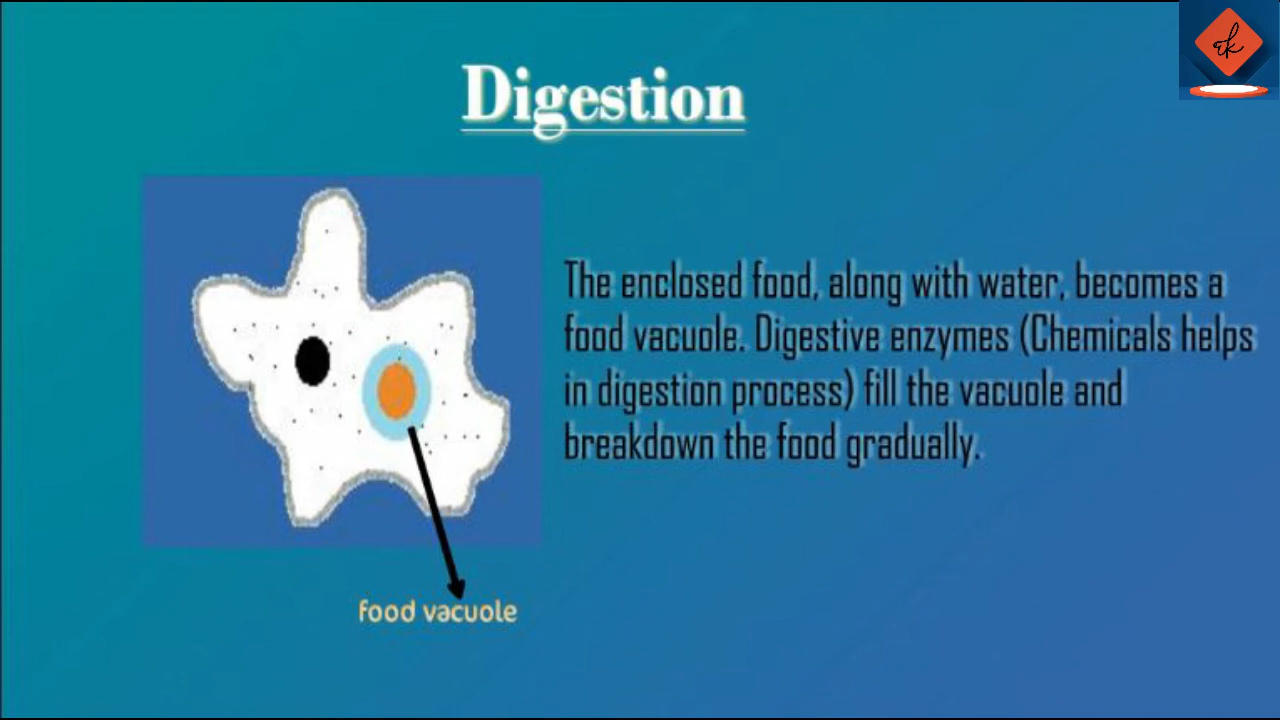 Digestion
The enclosed food, along with water, becomes a
food vacuole. Digestive enzymes (Chemicals helps
in digestion process) fill the vacuole and
breakdown the food gradually.
food vacuole